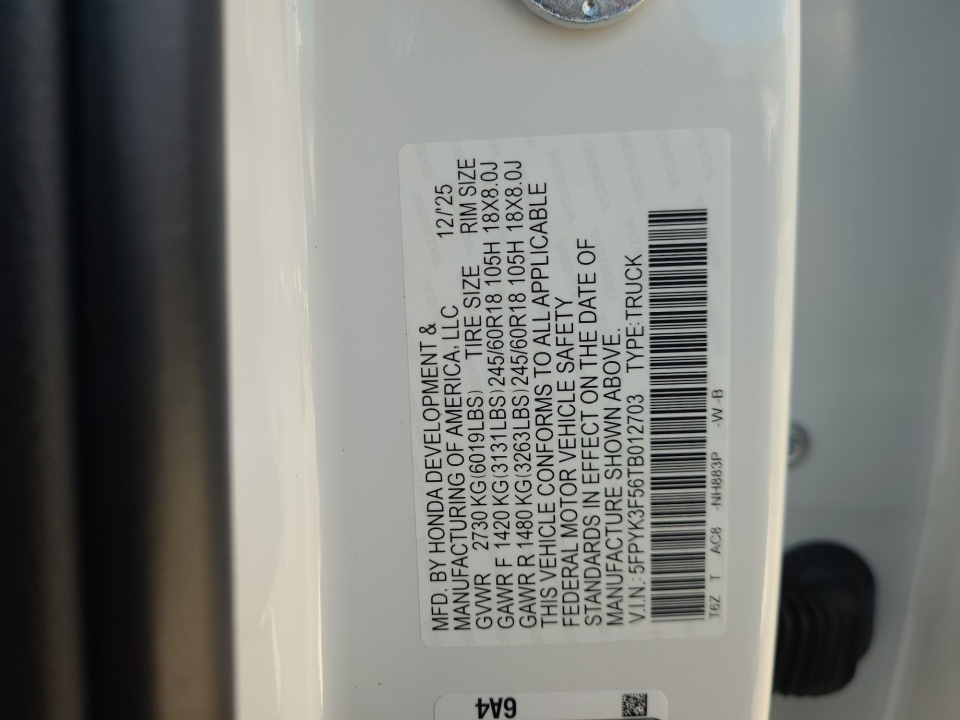 MFD. BY HONDA DEVELOPMENT &
MANUFACTURING OF AMERICA, LLC 12/'25
GVWR 2730 KG(6019LBS) TIRE SIZE RIM SIZE
GAWR F 1420 KG(3131LBS)245/60R18 105H 18X8.0J
GAWR R 1480 KG(3263LBS)245/60R18 105H 18X8.0J
THIS VEHICLE CONFORMS TO ALL APPLICABLE
FEDERAL MOTOR VEHICLE SAFETY
STANDARDS IN EFFECT ON THE DATE OF
MANUFACTURE SHOWN ABOVE.
V.I.N.: 5FPYK3F56TB012703 TYPE:TRUCK
T6Z T AC8 -NH883P -W -B
6A4